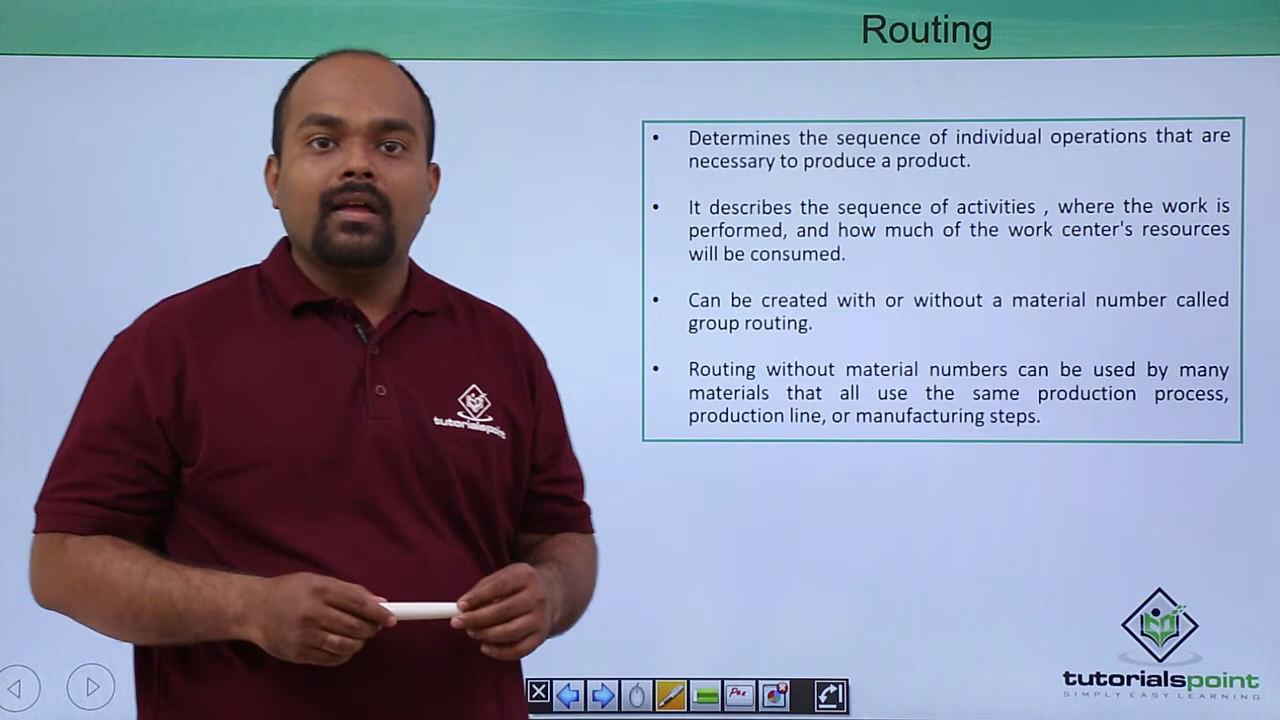 Routing
• Determines the sequence of individual operations that are
necessary to produce a product.
• It describes the sequence of activities , where the work is
performed, and how much of the work center's resources
will be consumed.
• Can be created with or without a material number called
group routing.
• Routing without material numbers can be used by many
materials that all use the same production process,
production line, or manufacturing steps.
tutorialspoint
Pen
tutorialspoint
SIMPLY EASY LEARNING